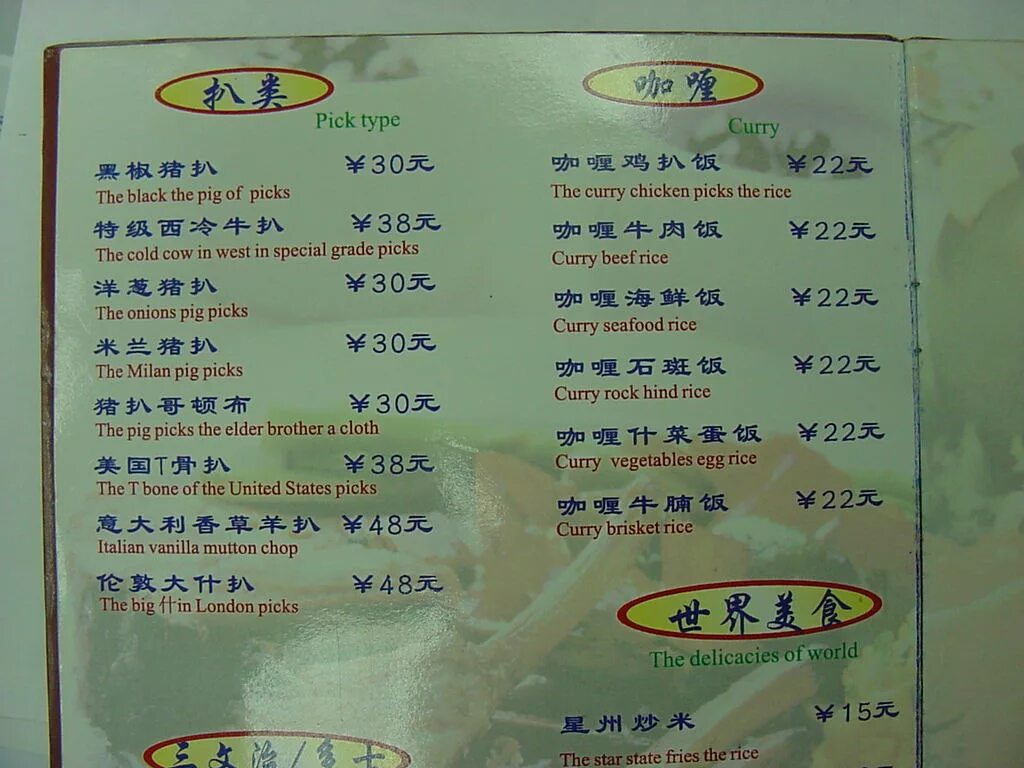 扒类
Pick type
黑椒猪扒 ￥30元
The black the pig of picks
特级西冷牛扒 ￥38元
The cold cow in west in special grade picks
洋葱猪扒 ￥30元
The onions pig picks
米兰猪扒 ￥30元
The Milan pig picks
猪扒哥顿布 ￥30元
The pig picks the elder brother a cloth
美国T骨扒 ￥38元
The T bone of the United States picks
意大利香草羊扒 ￥48元
Italian vanilla mutton chop
伦敦大什扒 ￥48元
The big 什in London picks
三文治/多士
咖喱
Curry
咖喱鸡扒饭 ￥22元
The curry chicken picks the rice
咖喱牛肉饭 ￥22元
Curry beef rice
咖喱海鲜饭 ￥22元
Curry seafood rice
咖喱石斑饭 ￥22元
Curry rock hind rice
咖喱什菜蛋饭 ￥22元
Curry vegetables egg rice
咖喱牛腩饭 ￥22元
Curry brisket rice
世界美食
The delicacies of world
星州炒米 ￥15元
The star state fries the rice